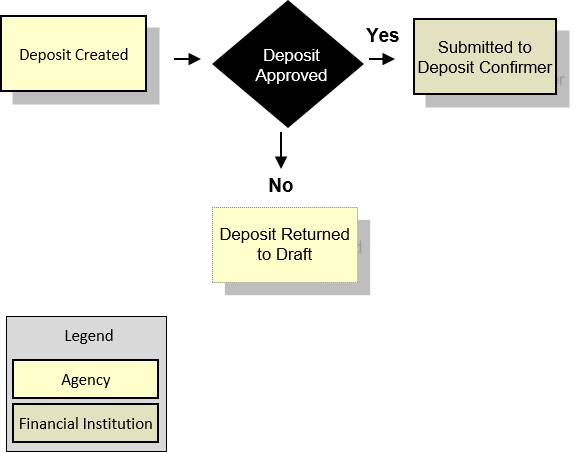 Deposit Created
Deposit
Approved
Yes
Submitted to
Deposit Confirmer
No
Deposit Returned
to Draft
Legend
Agency
Financial Institution